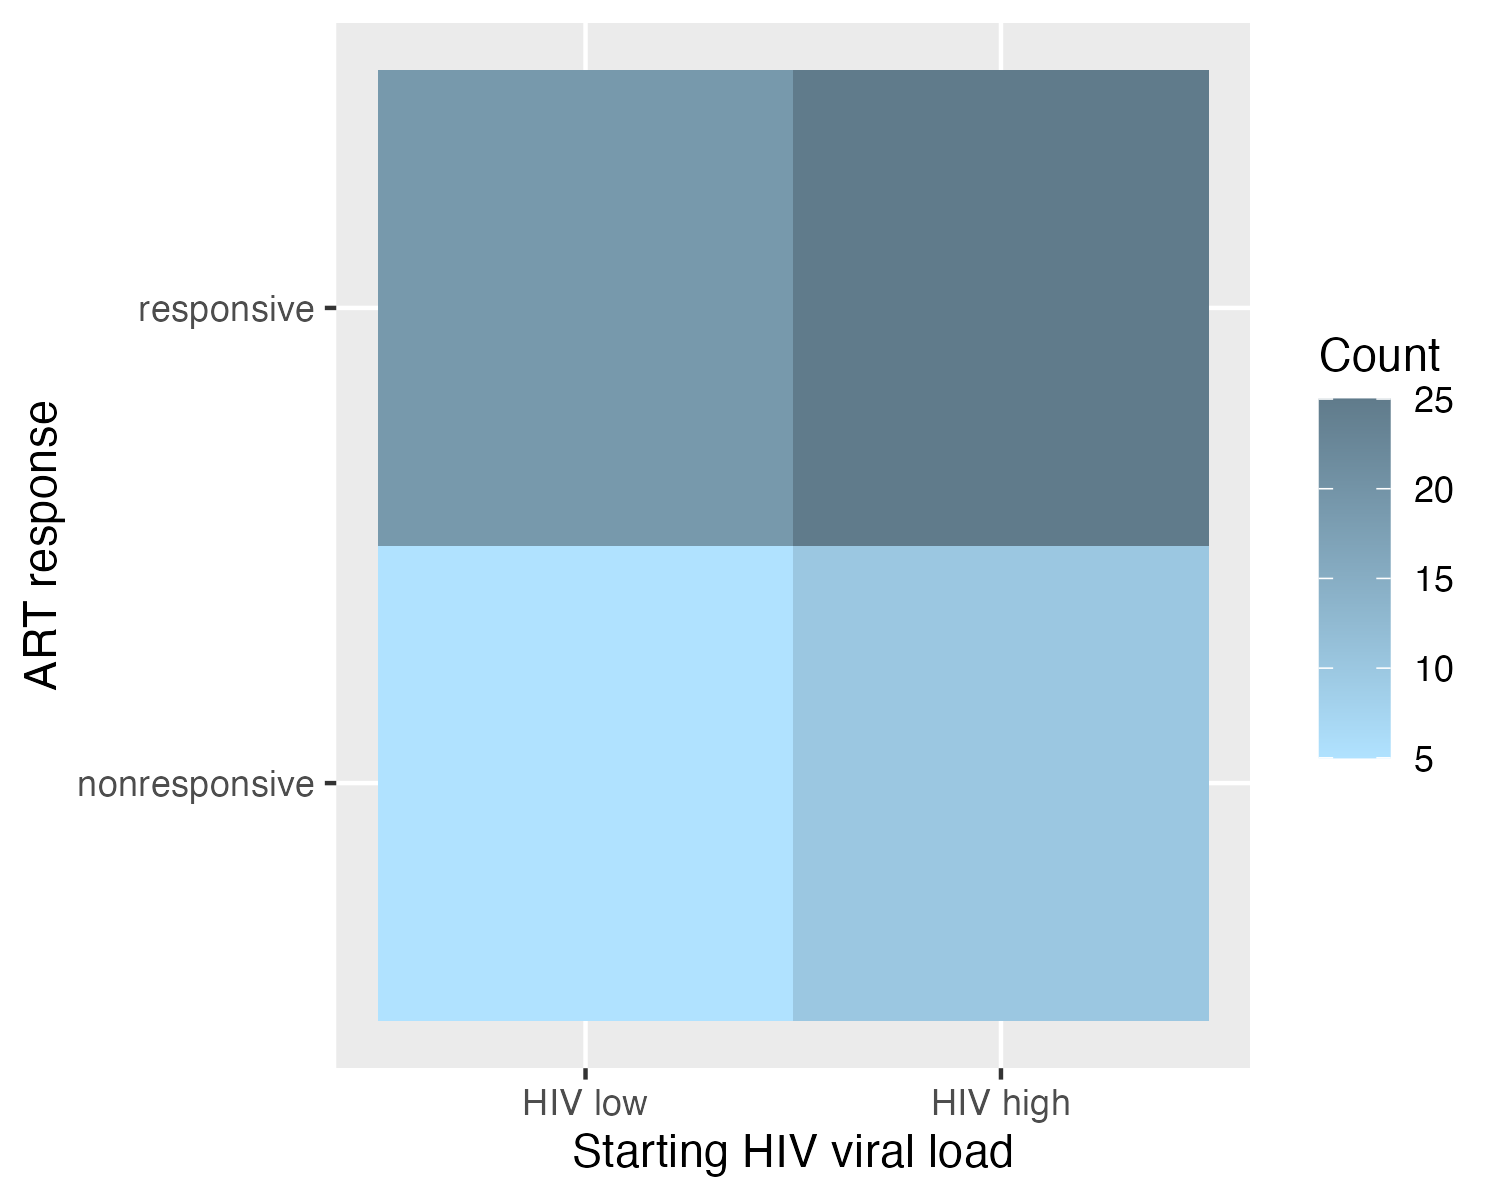 ART response
responsive
nonresponsive
HIV low
HIV high
Starting HIV viral load
Count
25
20
15
10
5